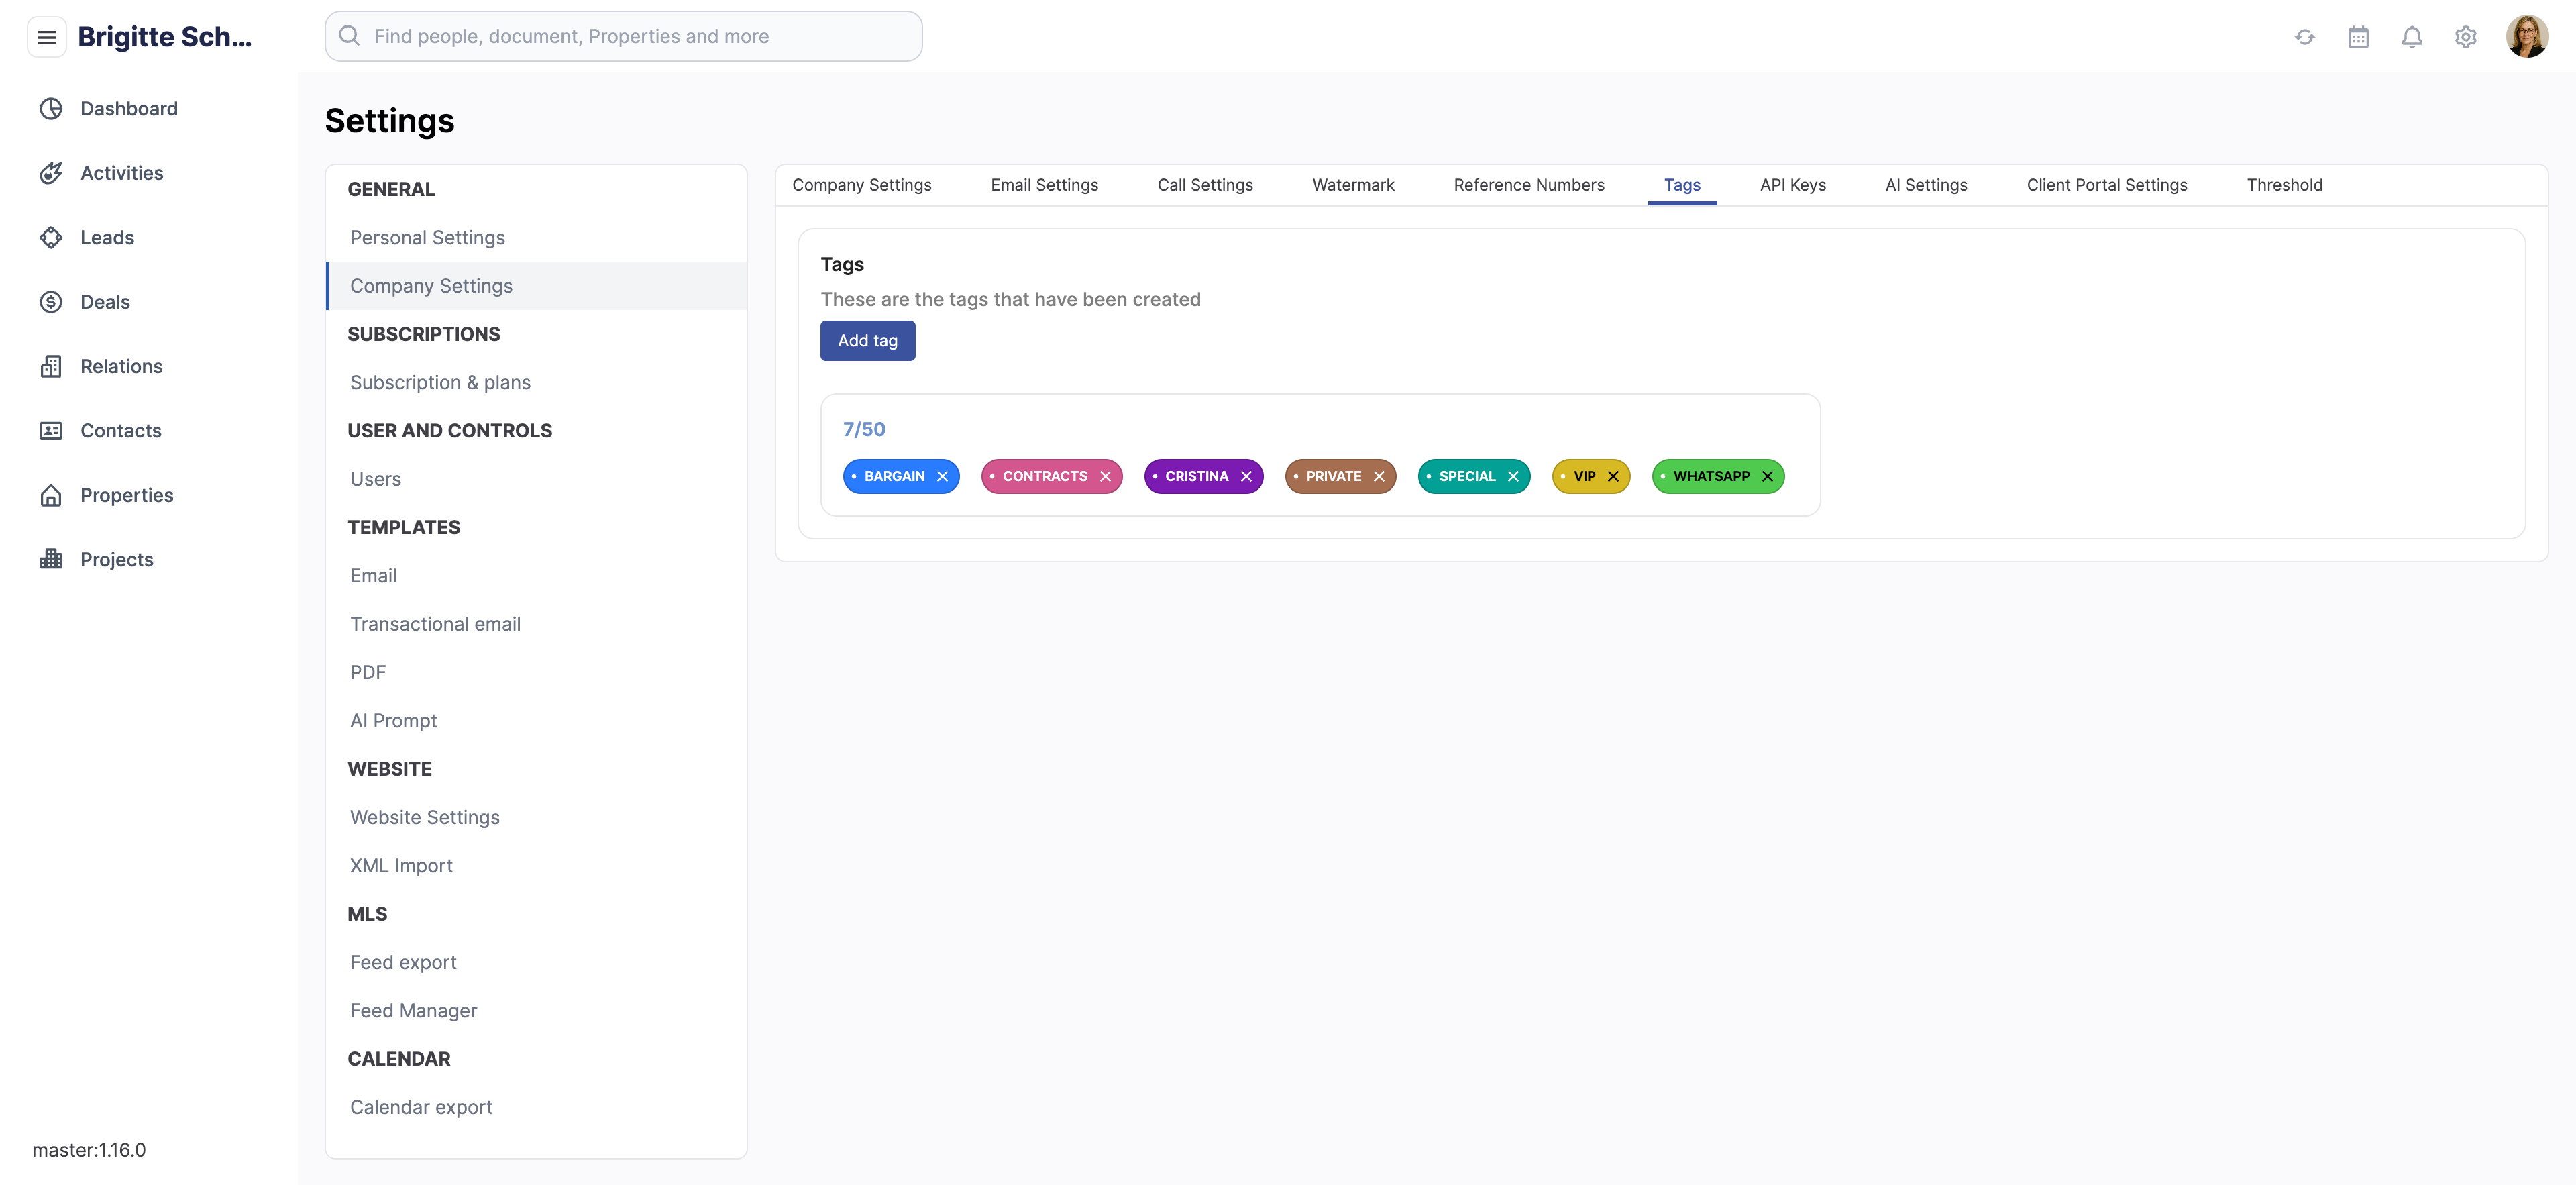 Brigitte Sch...
Find people, document, Properties and more
Dashboard
Activities
Leads
Deals
Relations
Contacts
Properties
Projects
master:1.16.0
Settings
GENERAL
Personal Settings
Company Settings
SUBSCRIPTIONS
Subscription & plans
USER AND CONTROLS
Users
TEMPLATES
Email
Transactional email
PDF
AI Prompt
WEBSITE
Website Settings
XML Import
MLS
Feed export
Feed Manager
CALENDAR
Calendar export
Company Settings Email Settings Call Settings Watermark Reference Numbers Tags API Keys AI Settings Client Portal Settings Threshold
Tags
These are the tags that have been created
Add tag
7/50
BARGAIN CONTRACTS CRISTINA PRIVATE SPECIAL VIP WHATSAPP